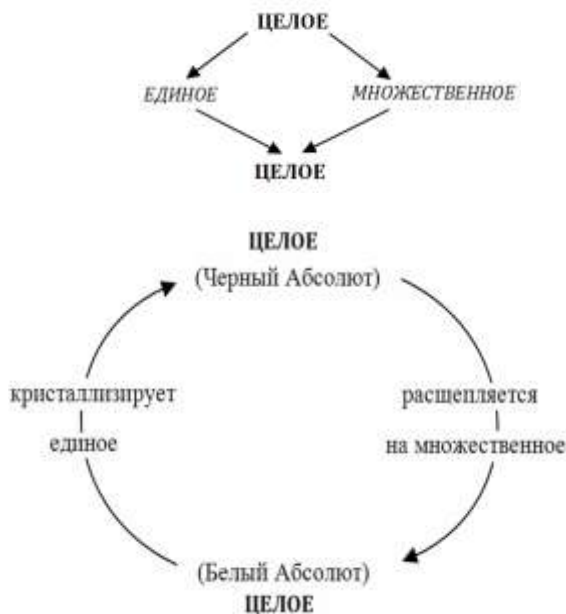 ЦЕЛОЕ
ЕДИНОЕ
МНОЖЕСТВЕННОЕ
ЦЕЛОЕ
ЦЕЛОЕ
(Черный Абсолют)
кристаллизирует
единое
расщепляется
на множественное
(Белый Абсолют)
ЦЕЛОЕ